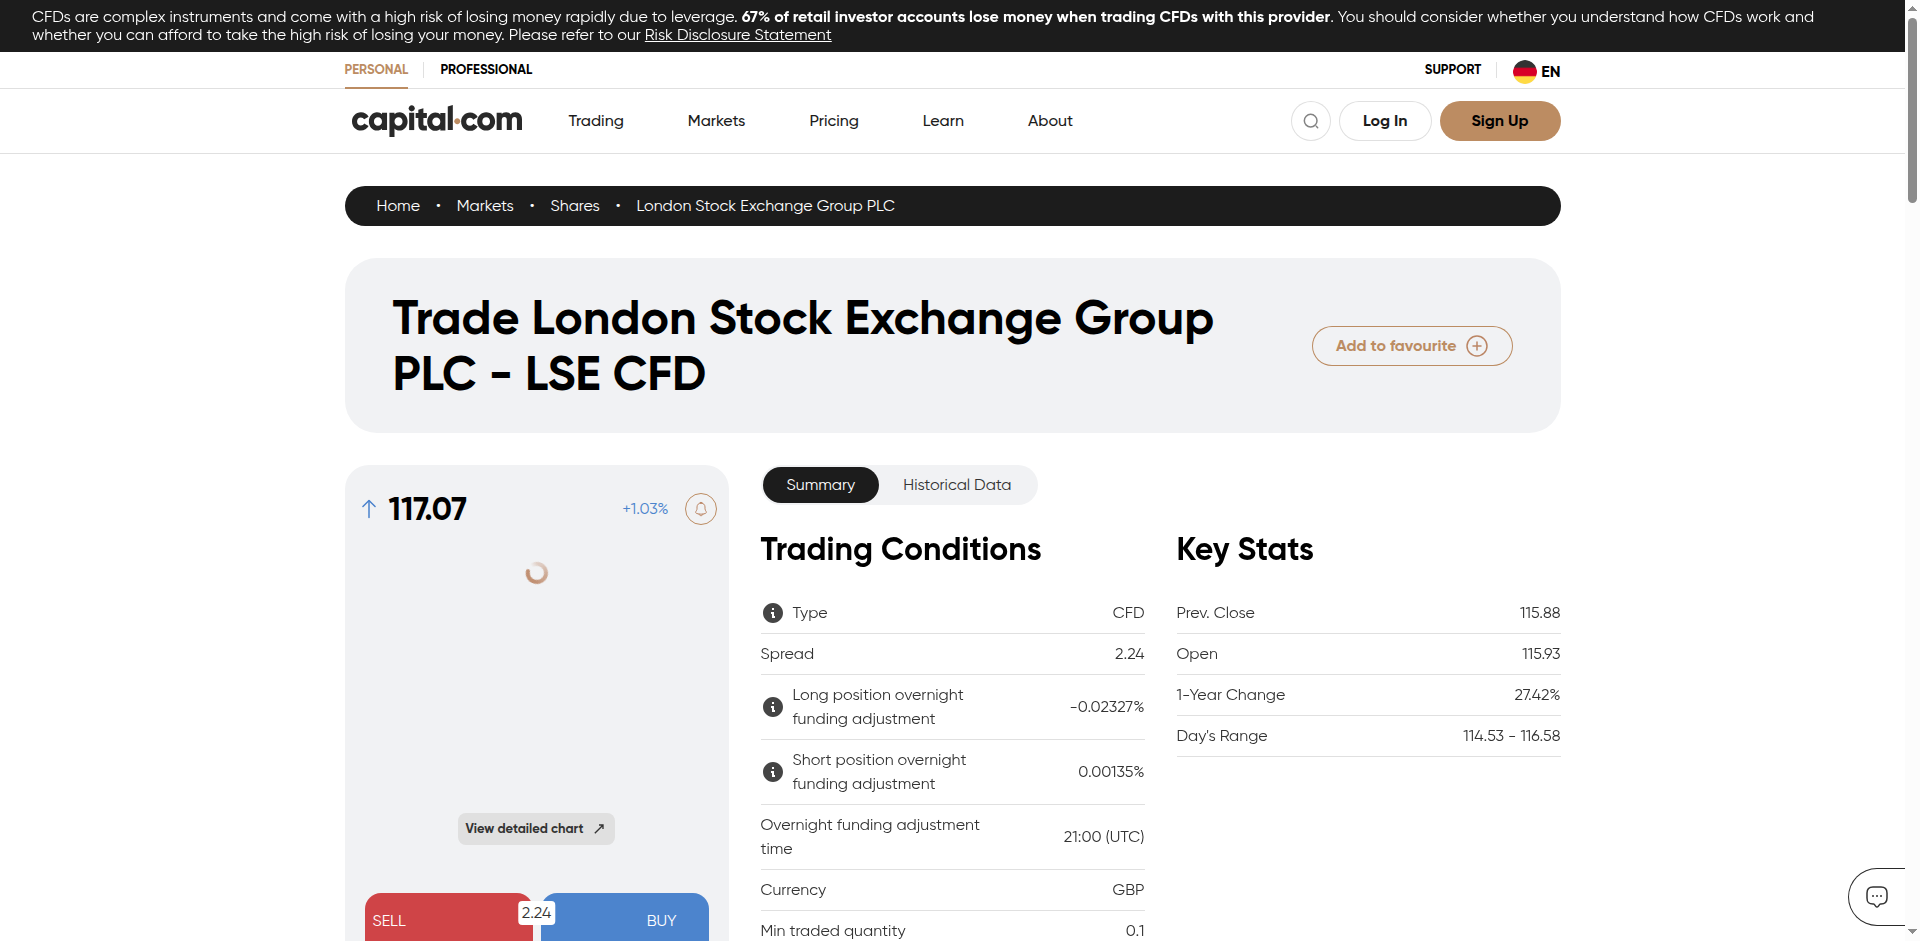 CFDs are complex instruments and come with a high risk of losing money rapidly due to leverage. 67% of retail investor accounts lose money when trading CFDs with this provider. You should consider whether you understand how CFDs work and
whether you can afford to take the high risk of losing your money. Please refer to our Risk Disclosure Statement
PERSONAL PROFESSIONAL SUPPORT EN
capital.com Trading Markets Pricing Learn About Log In Sign Up
Home • Markets • Shares • London Stock Exchange Group PLC
Trade London Stock Exchange Group
PLC - LSE CFD
Add to favourite
117.07 +1.03%
View detailed chart
SELL 2.24 BUY
Summary Historical Data
Trading Conditions
Type CFD
Spread 2.24
Long position overnight
funding adjustment -0.02327%
Short position overnight
funding adjustment 0.00135%
Overnight funding adjustment
time 21:00 (UTC)
Currency GBP
Min traded quantity 0.1
Key Stats
Prev. Close 115.88
Open 115.93
1-Year Change 27.42%
Day's Range 114.53 - 116.58